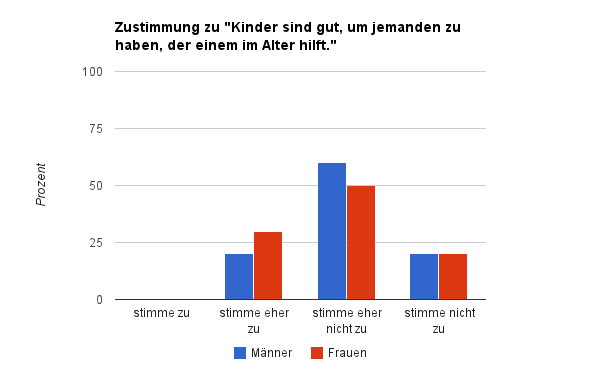 Zustimmung zu "Kinder sind gut, um jemanden zu
haben, der einem im Alter hilft."
100
75
Prozent
50
25
0
stimme zu
stimme eher
zu
stimme eher
nicht zu
stimme nicht
zu
Männer
Frauen